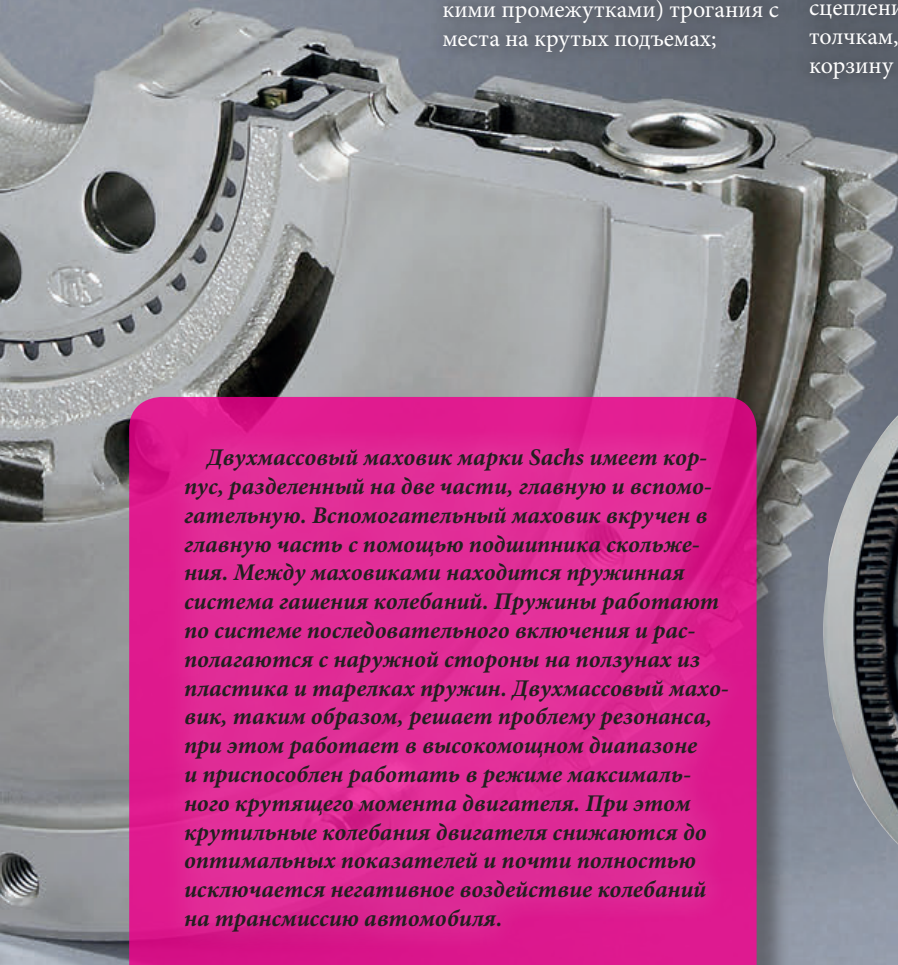 кими промежутками) трогания с
места на крутых подъемах;
толчкам,
корзину
Двухмассовый маховик марки Sachs имеет кор-
пус, разделенный на две части, главную и вспомо-
гательную. Вспомогательный маховик вкручен в
главную часть с помощью подшипника скольже-
ния. Между маховиками находится пружинная
система гашения колебаний. Пружины работают
по системе последовательного включения и рас-
полагаются с наружной стороны на ползунах из
пластика и тарелках пружин. Двухмассовый махо-
вик, таким образом, решает проблему резонанса,
при этом работает в высокомощном диапазоне
и приспособлен работать в режиме максималь-
ного крутящего момента двигателя. При этом
крутильные колебания двигателя снижаются до
оптимальных показателей и почти полностью
исключается негативное воздействие колебаний
на трансмиссию автомобиля.